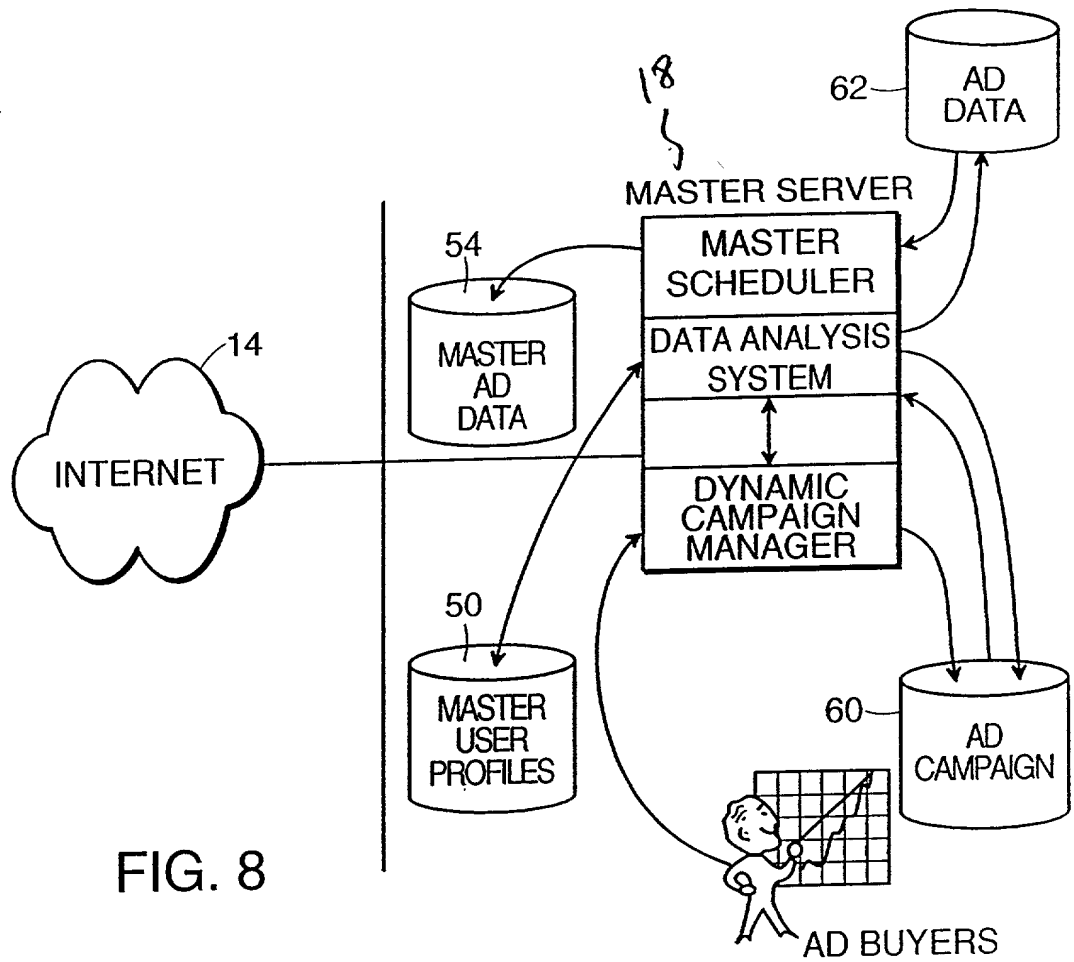 18
62
AD
DATA
MASTER SERVER
MASTER
SCHEDULER
54
MASTER
AD
DATA
DATA ANALYSIS
SYSTEM
14
INTERNET
DYNAMIC
CAMPAIGN
MANAGER
50
MASTER
USER
PROFILES
60
AD
CAMPAIGN
FIG. 8
AD BUYERS